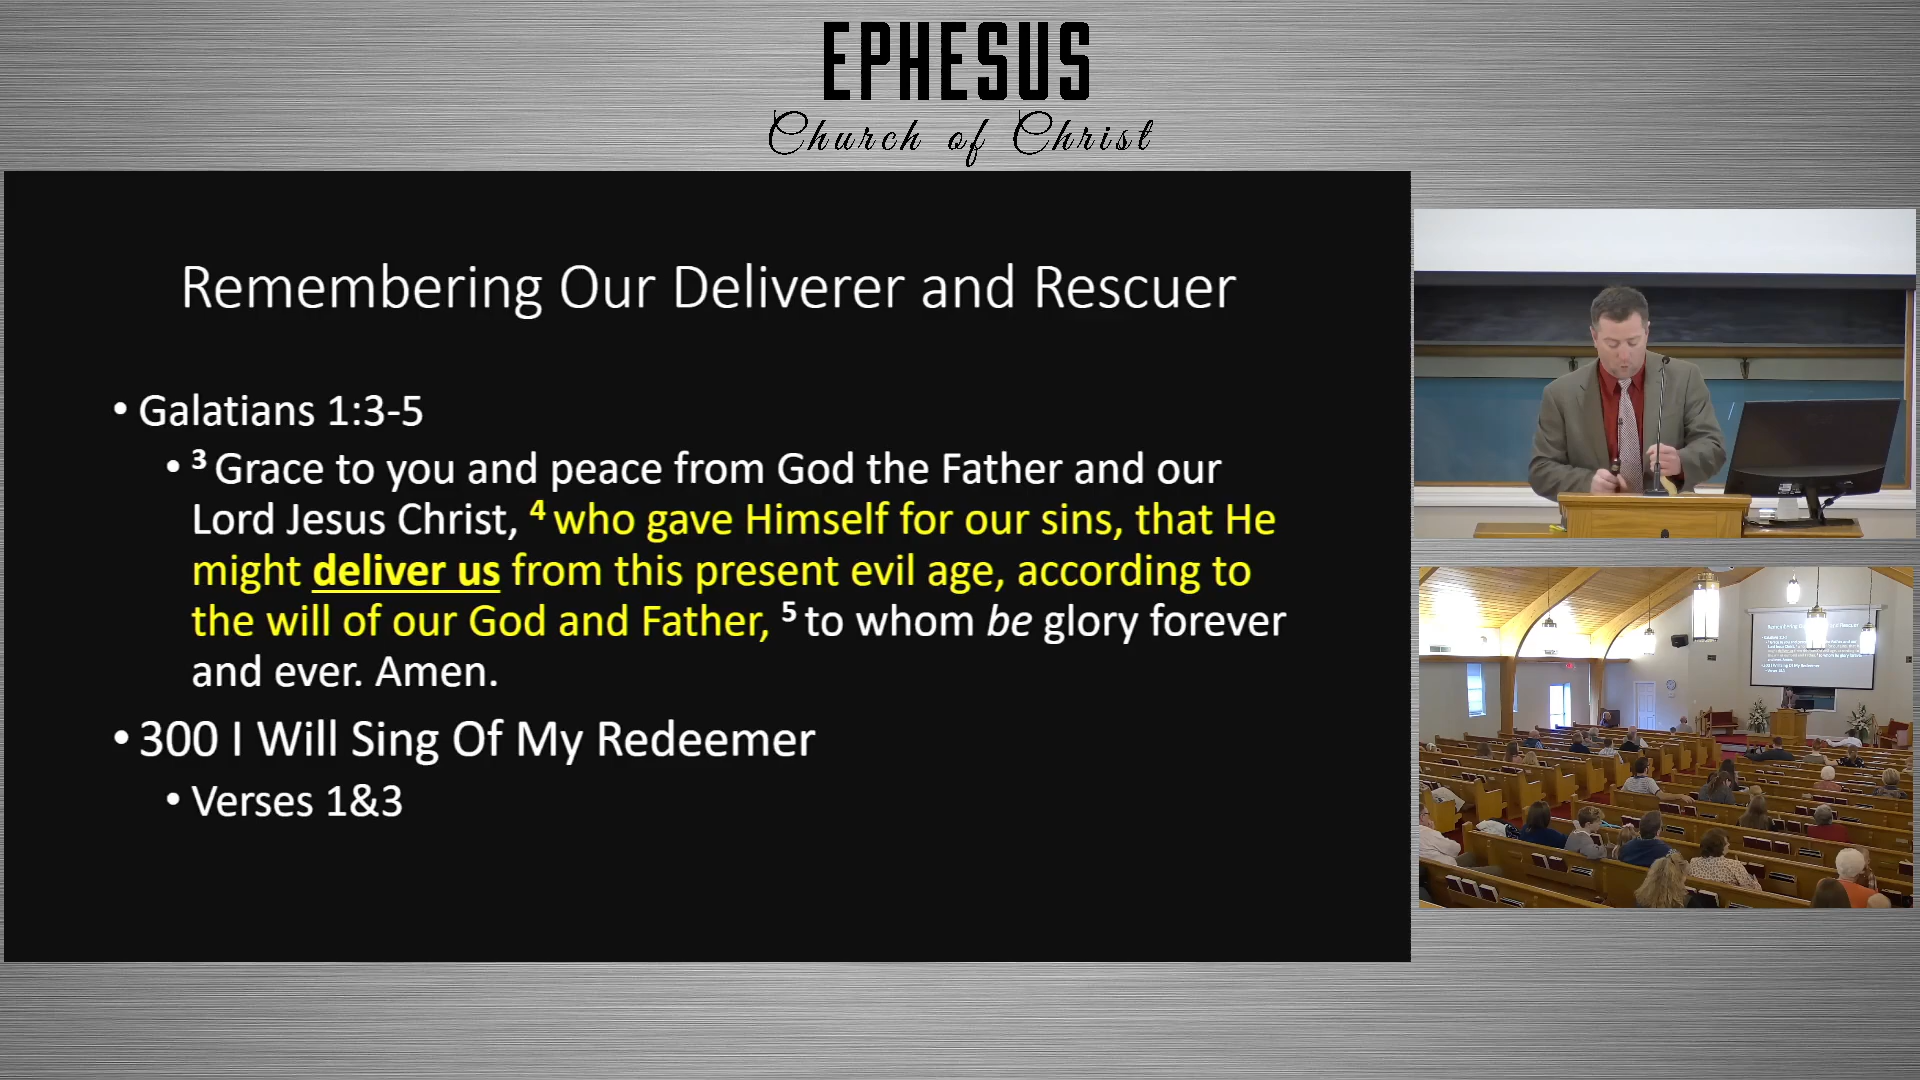 EPHESUS
Church of Christ
Remembering Our Deliverer and Rescuer
• Galatians 1:3-5
• 3 Grace to you and peace from God the Father and our
Lord Jesus Christ, 4 who gave Himself for our sins, that He
might deliver us from this present evil age, according to
the will of our God and Father, 5 to whom be glory forever
and ever. Amen.
• 300 I Will Sing Of My Redeemer
• Verses 1&3